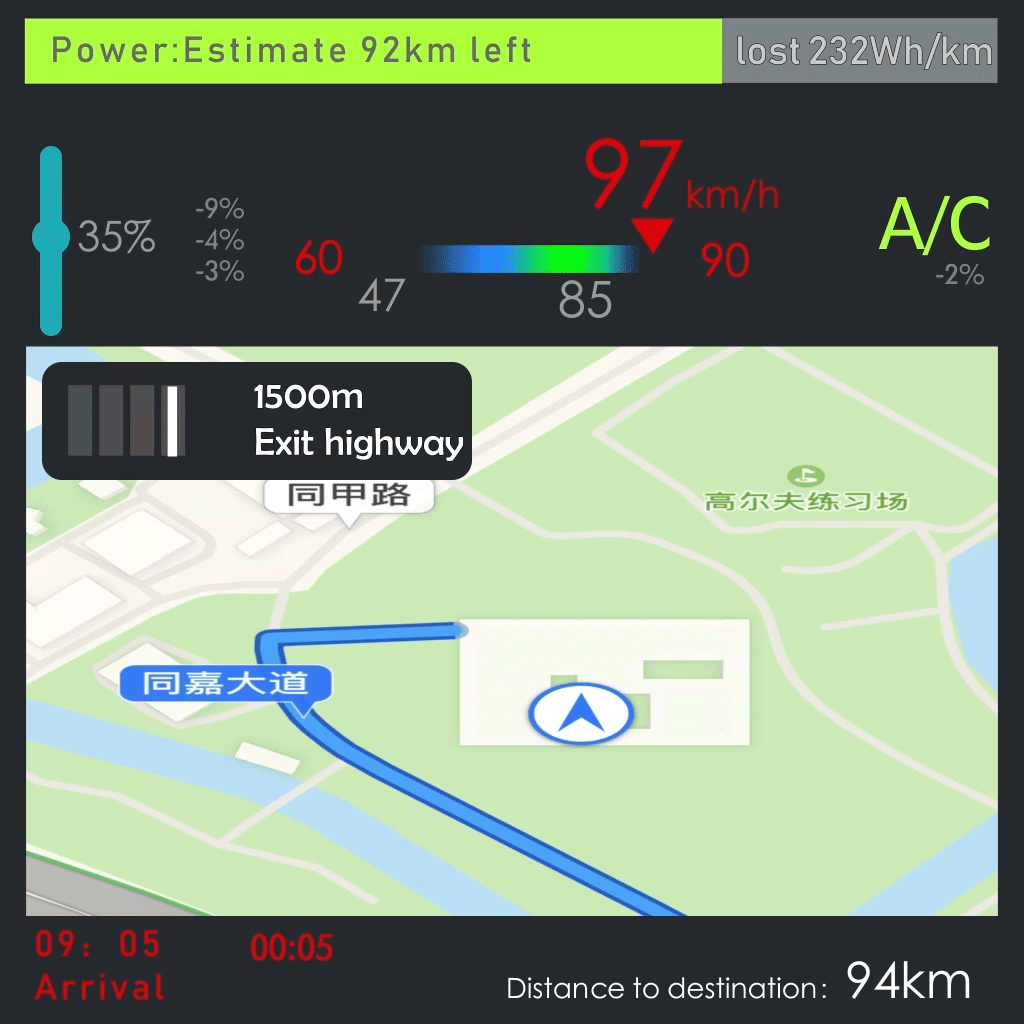 Power:Estimate 92km left
lost 232Wh/km
97 km/h
35%
-9%
-4%
-3%
60
90
47
85
A/C
-2%
1500m
Exit highway
同甲路
高尔夫练习场
同嘉大道
09: 05
00:05
Arrival
Distance to destination: 94km